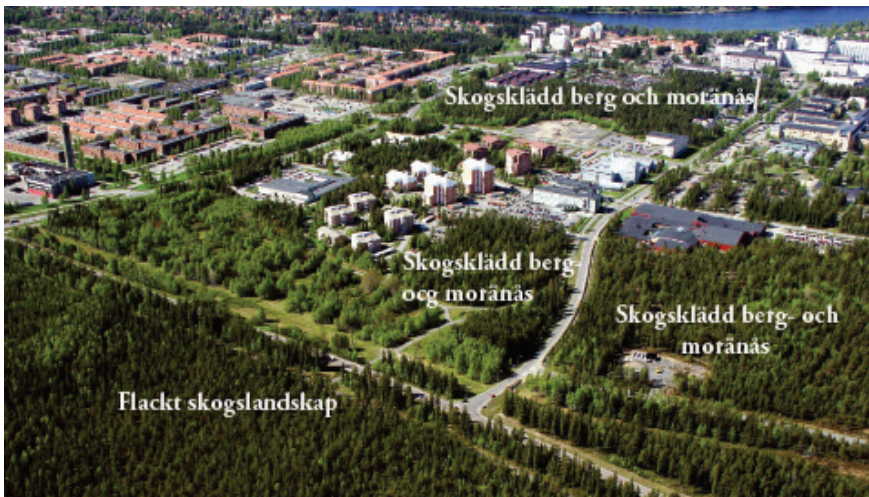 Skogsklädd berg och moränås
Skogsklädd berg-
ocg moränås
Skogsklädd berg- och
moränås
Flackt skogslandskap